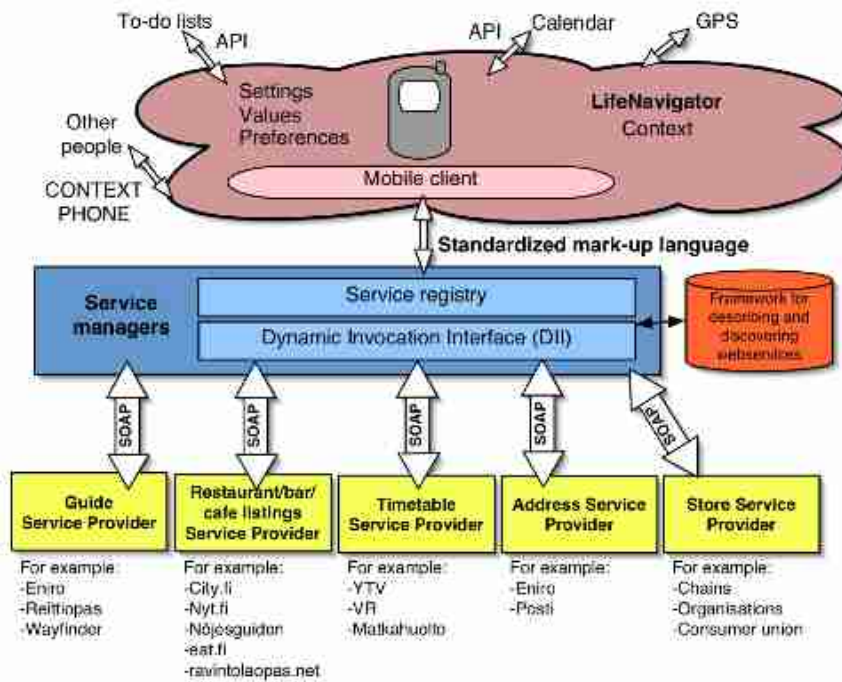 To-do lists
API
API
Calendar
GPS
Settings
Values
Preferences
LifeNavigator
Context
Other
people
CONTEXT
PHONE
Mobile client
Standardized mark-up language
Service
managers
Service registry
Dynamic Invocation Interface (DII)
Framework for
describing and
discovering
webservices
SOAP
SOAP
SOAP
SOAP
SOAP
Guide
Service Provider
Restaurant/bar/
cafe listings
Service Provider
Timetable
Service Provider
Address Service
Provider
Store Service
Provider
For example:
-Eniro
-Reittiopas
-Wayfinder
For example:
-City.fi
-Nyt.fi
-Nöjesguiden
-eat.fi
-ravintolaopas.net
For example:
-YTV
-VR
-Matkahuolto
For example:
-Eniro
-Posti
For example:
-Chains
-Organisations
-Consumer union